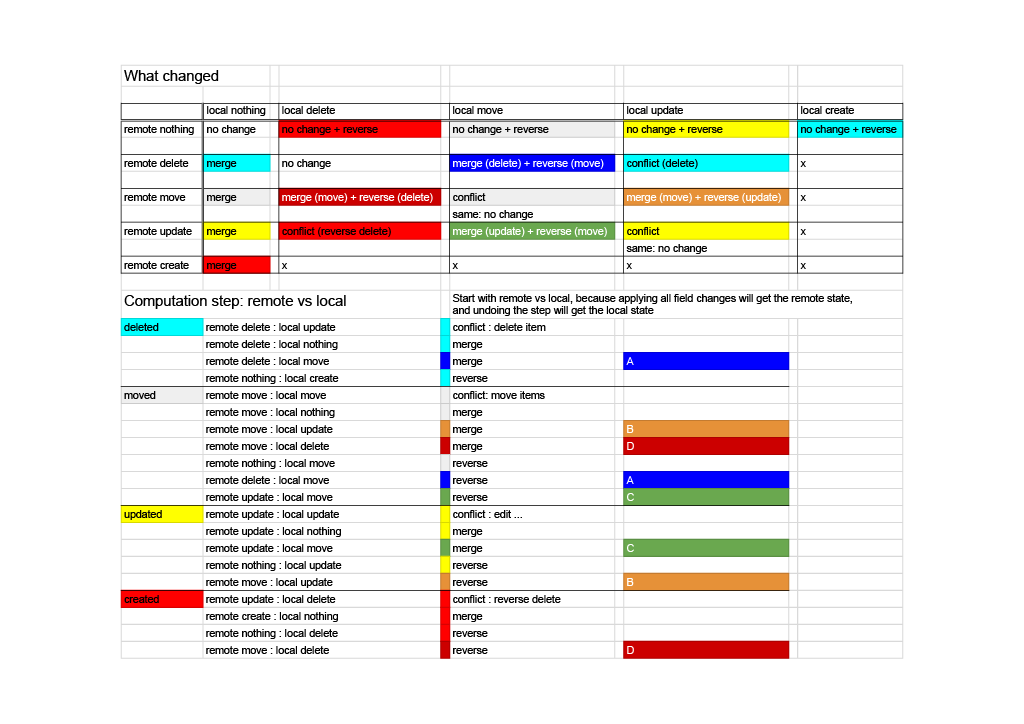 What changed
local nothing local delete local move local update local create
remote nothing no change no change + reverse no change + reverse no change + reverse no change + reverse
remote delete merge no change merge (delete) + reverse (move) conflict (delete) x
remote move merge merge (move) + reverse (delete) conflict merge (move) + reverse (update) x
same: no change
remote update merge conflict (reverse delete) merge (update) + reverse (move) conflict x
same: no change
remote create merge x x x x
Computation step: remote vs local Start with remote vs local, because applying all field changes will get the remote state,
and undoing the step will get the local state
deleted remote delete : local update conflict : delete item
remote delete : local nothing merge
remote delete : local move merge A
remote nothing : local create reverse
moved remote move : local move conflict: move items
remote move : local nothing merge
remote move : local update merge B
remote move : local delete merge D
remote nothing : local move reverse
remote delete : local move reverse A
remote update : local move reverse C
updated remote update : local update conflict : edit ...
remote update : local nothing merge
remote update : local move merge C
remote nothing : local update reverse
remote move : local update reverse B
created remote update : local delete conflict : reverse delete
remote create : local nothing merge
remote nothing : local delete reverse
remote move : local delete reverse D